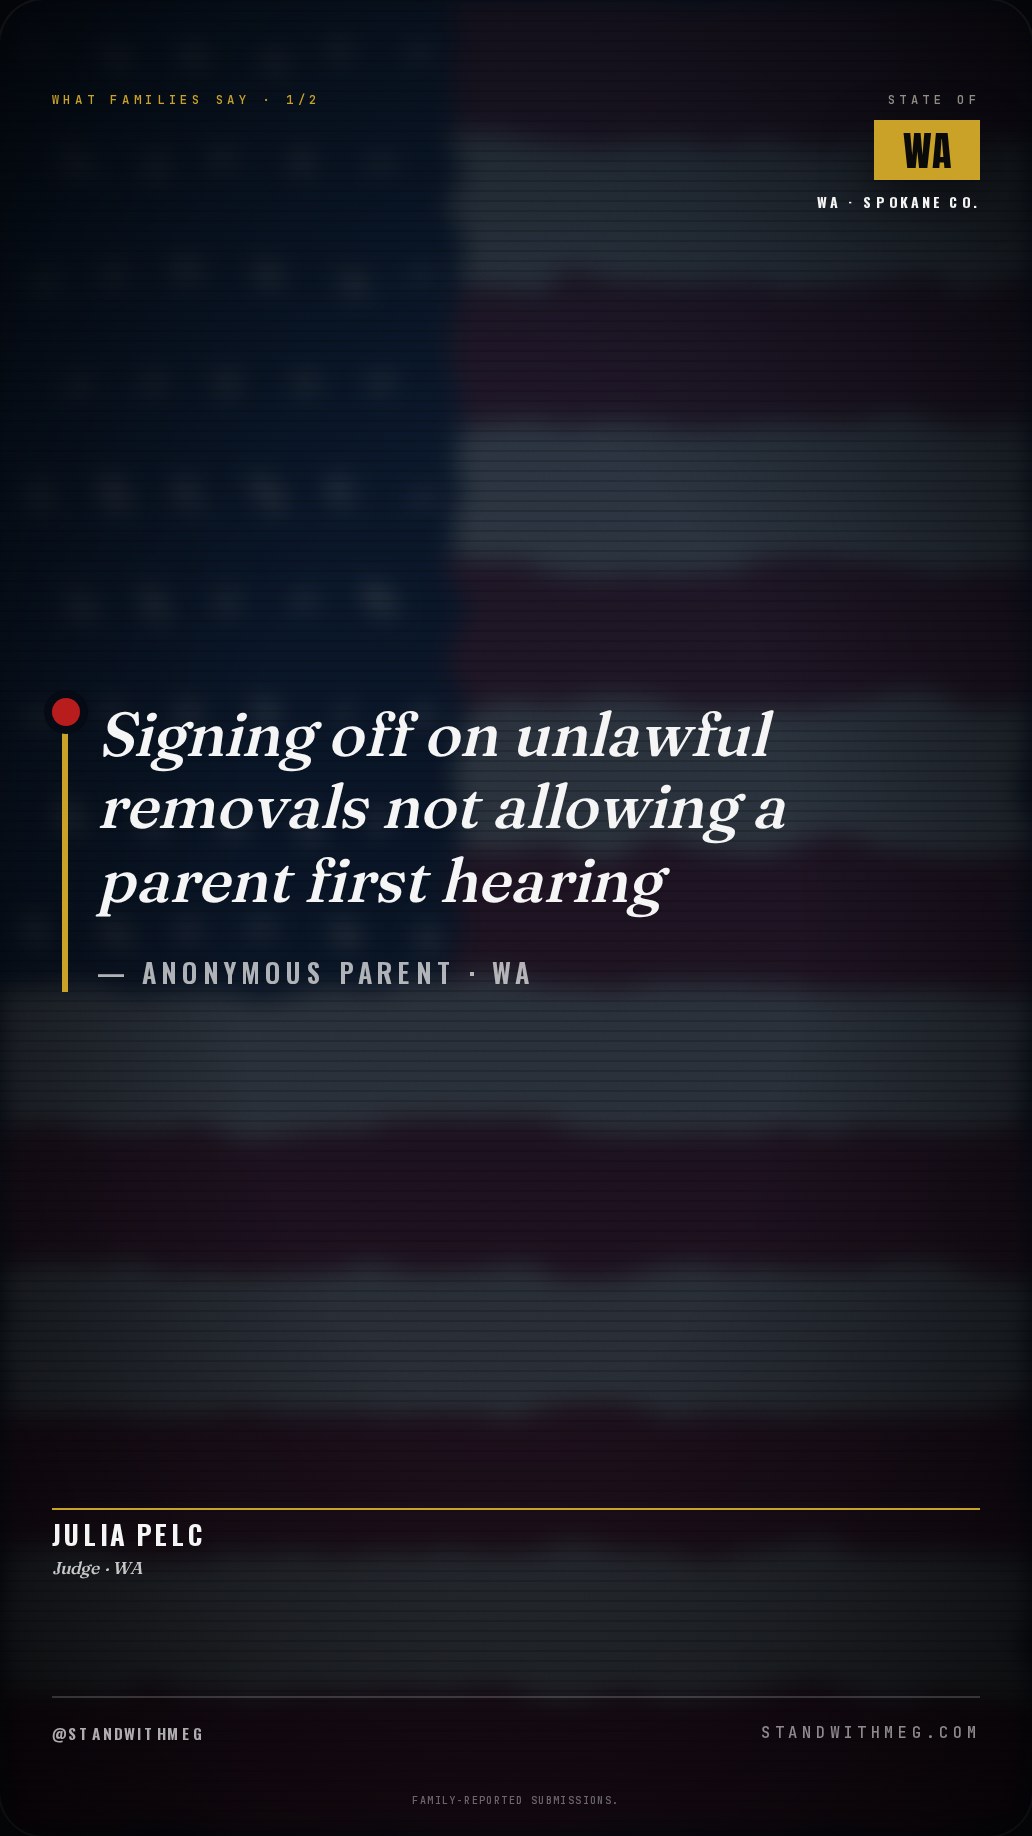 WHAT FAMILIES SAY · 1/2
STATE OF
WA
WA · SPOKANE CO.
Signing off on unlawful
removals not allowing a
parent first hearing
— ANONYMOUS PARENT · WA
JULIA PELC
Judge · WA
@STANDWITHMEG
STANDWITHMEG.COM
FAMILY-REPORTED SUBMISSIONS.